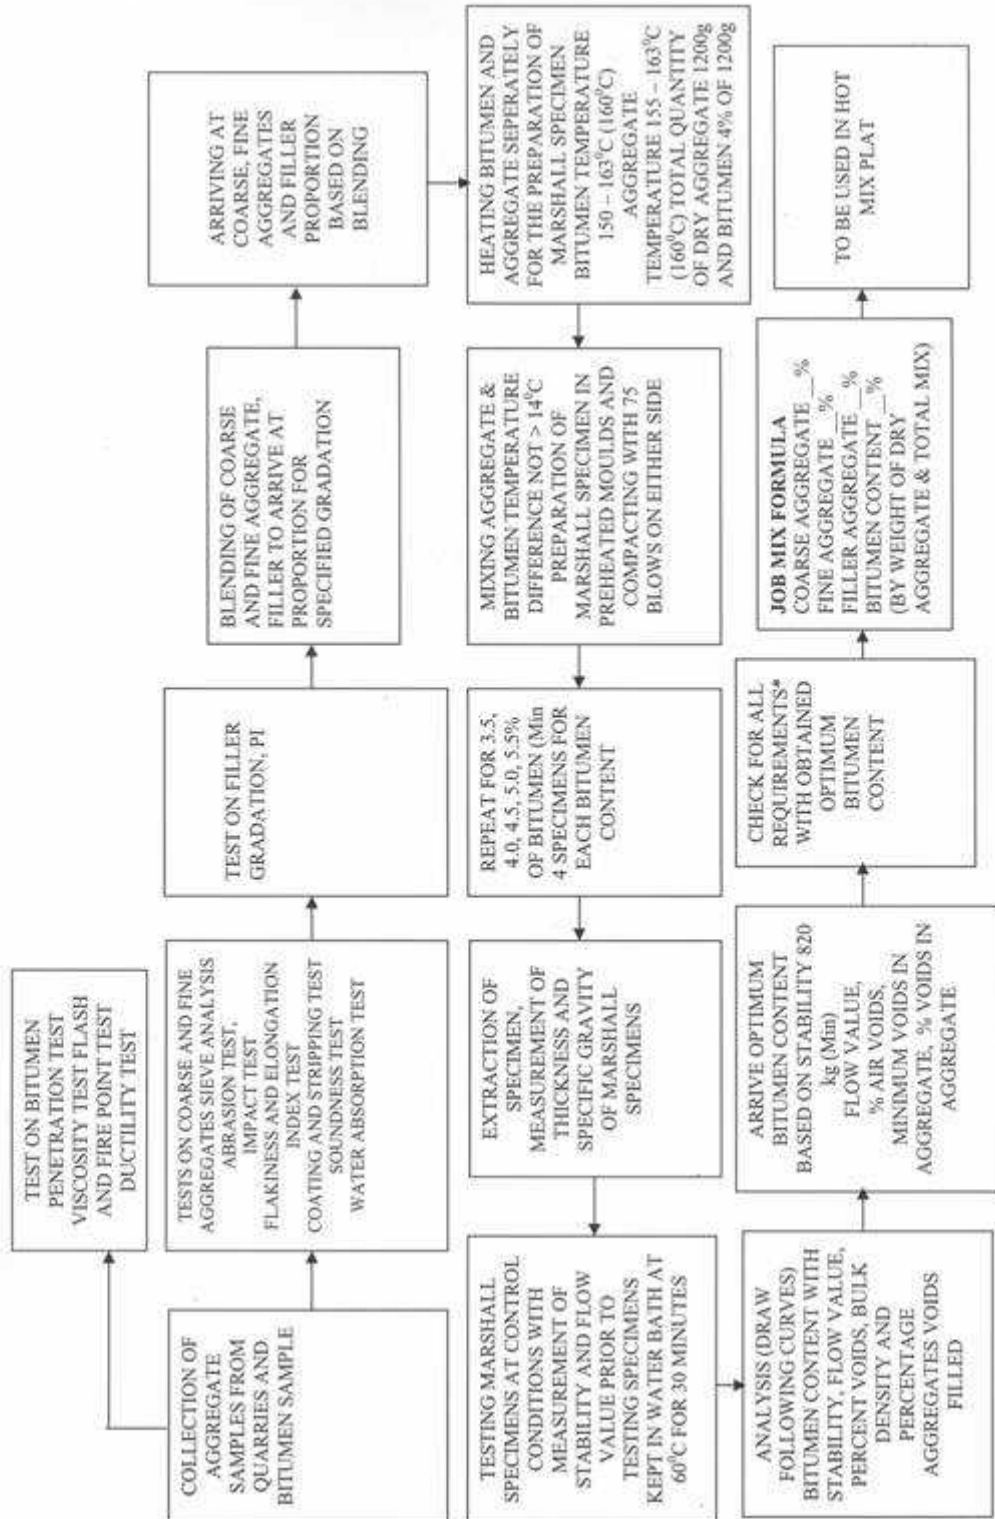 TEST ON BITUMEN
PENETRATION TEST
VISCOSITY TEST FLASH
AND FIRE POINT TEST
DUCTILITY TEST
COLLECTION OF
AGGREGATE
SAMPLES FROM
QUARRIES AND
BITUMEN SAMPLE
TESTS ON COARSE AND FINE
AGGREGATES SIEVE ANALYSIS
ABRASION TEST,
IMPACT TEST
FLAKINESS AND ELONGATION
INDEX TEST
COATING AND STRIPPING TEST
SOUNDNESS TEST
WATER ABSORPTION TEST
TEST ON FILLER
GRADATION, PI
BLENDING OF COARSE
AND FINE AGGREGATE,
FILLER TO ARRIVE AT
PROPORTION FOR
SPECIFIED GRADATION
ARRIVING AT
COARSE, FINE
AGGREGATES
AND FILLER
PROPORTION
BASED ON
BLENDING
HEATING BITUMEN AND
AGGREGATE SEPERATELY
FOR THE PREPARATION OF
MARSHALL SPECIMEN
BITUMEN TEMPERATURE
150 – 163⁰C (160⁰C)
AGGREGATE
TEMPERATURE 155 – 163⁰C
(160⁰C) TOTAL QUANTITY
OF DRY AGGREGATE 1200g
AND BITUMEN 4% OF 1200g
MIXING AGGREGATE &
BITUMEN TEMPERATURE
DIFFERENCE NOT > 14⁰C
PREPARATION OF
MARSHALL SPECIMEN IN
PREHEATED MOULDS AND
COMPACTING WITH 75
BLOWS ON EITHER SIDE
REPEAT FOR 3.5,
4.0, 4.5, 5.0, 5.5%
OF BITUMEN (Min
4 SPECIMENS FOR
EACH BITUMEN
CONTENT
EXTRACTION OF
SPECIMEN,
MEASUREMENT OF
THICKNESS AND
SPECIFIC GRAVITY
OF MARSHALL
SPECIMENS
TESTING MARSHALL
SPECIMENS AT CONTROL
CONDITIONS WITH
MEASUREMENT OF
STABILITY AND FLOW
VALUE PRIOR TO
TESTING SPECIMENS
KEPT IN WATER BATH AT
60⁰C FOR 30 MINUTES
ANALYSIS (DRAW
FOLLOWING CURVES)
BITUMEN CONTENT WITH
STABILITY, FLOW VALUE,
PERCENT VOIDS, BULK
DENSITY AND
PERCENTAGE
AGGREGATES VOIDS
FILLED
ARRIVE OPTIMUM
BITUMEN CONTENT
BASED ON STABILITY 820
kg (Min)
FLOW VALUE,
% AIR VOIDS,
MINIMUM VOIDS IN
AGGREGATE, % VOIDS IN
AGGREGATE
CHECK FOR ALL
REQUIREMENTS*
WITH OBTAINED
OPTIMUM
BITUMEN
CONTENT
JOB MIX FORMULA
COARSE AGGREGATE __%
FINE AGGREGATE __%
FILLER AGGREGATE __%
BITUMEN CONTENT__%
(BY WEIGHT OF DRY
AGGREGATE & TOTAL MIX)
TO BE USED IN HOT
MIX PLAT